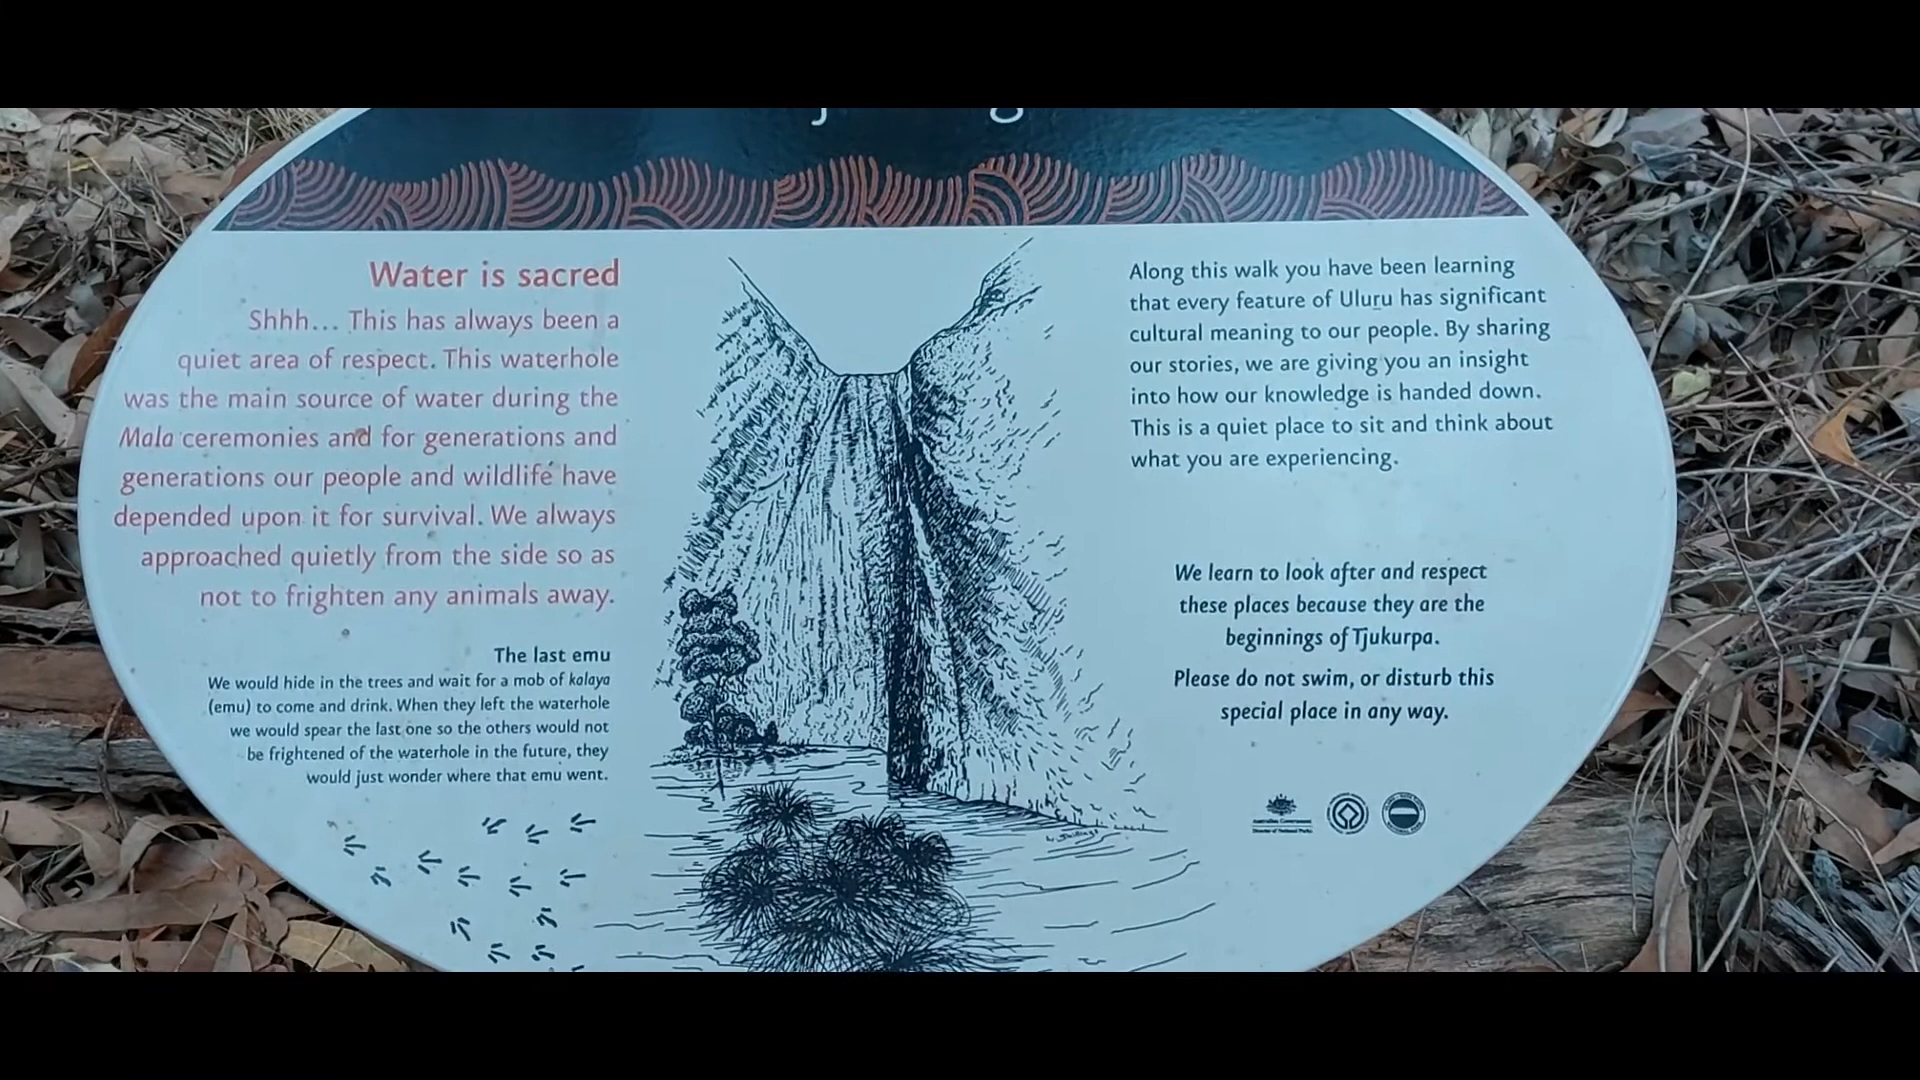 Water is sacred
Shhh... This has always been a
quiet area of respect. This waterhole
was the main source of water during the
Mala ceremonies and for generations and
generations our people and wildlife have
depended upon it for survival. We always
approached quietly from the side so as
not to frighten any animals away.
The last emu
We would hide in the trees and wait for a mob of kalaya
(emu) to come and drink. When they left the waterhole
we would spear the last one so the others would not
be frightened of the waterhole in the future, they
would just wonder where that emu went.
Along this walk you have been learning
that every feature of Uluṟu has significant
cultural meaning to our people. By sharing
our stories, we are giving you an insight
into how our knowledge is handed down.
This is a quiet place to sit and think about
what you are experiencing.
We learn to look after and respect
these places because they are the
beginnings of Tjukurpa.
Please do not swim, or disturb this
special place in any way.
Australian Government
Director of National Parks